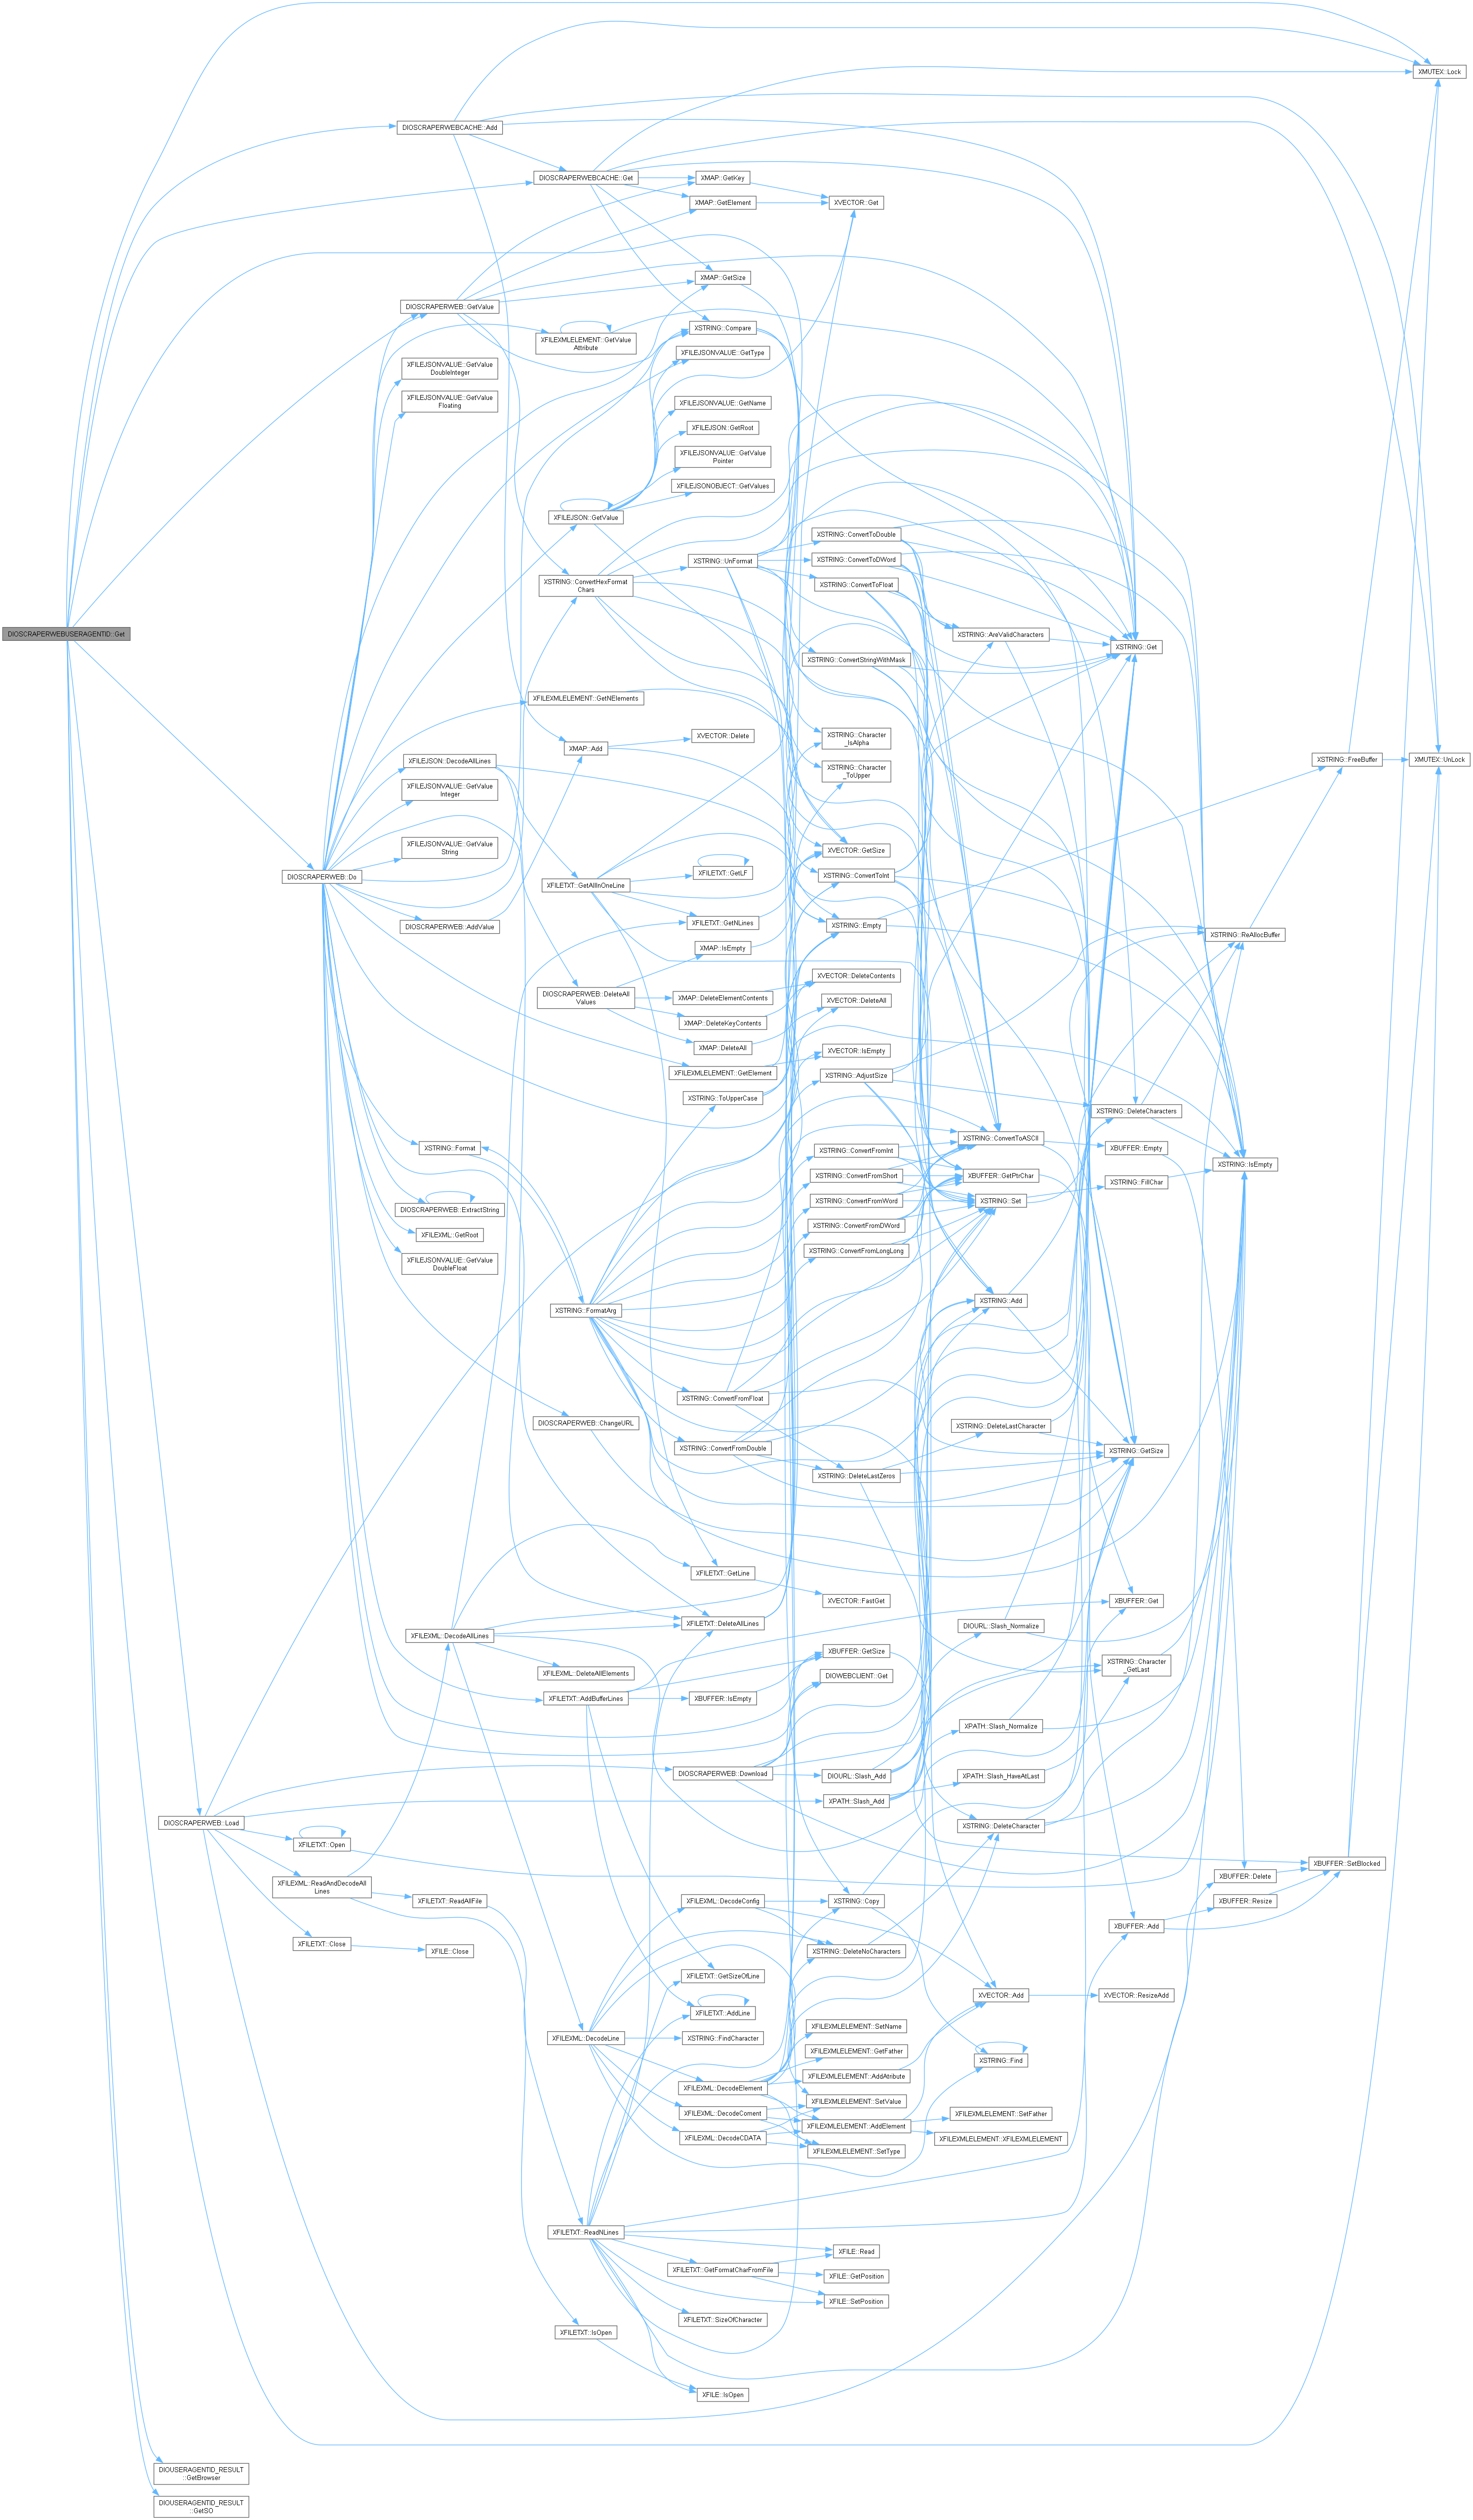 XMUTEX::Lock
DIOSCRAPERWEBCACHE::Add
DIOSCRAPERWEBCACHE::Get
XMAP::GetKey
XMAP::GetElement
XVECTOR::Get
XMAP::GetSize
DIOSCRAPERWEB::GetValue
XSTRING::Compare
XFILEXMLELEMENT::GetValue
Attribute
XFILEJSONVALUE::GetType
XFILEJSONVALUE::GetValue
DoubleInteger
XFILEJSONVALUE::GetValue
Floating
XFILEJSONVALUE::GetName
XFILEJSON::GetRoot
XFILEJSONVALUE::GetValue
Pointer
XFILEJSONOBJECT::GetValues
XFILEJSON::GetValue
XSTRING::ConvertToDouble
XSTRING::UnFormat
XSTRING::ConvertToDWord
XSTRING::ConvertHexFormat
Chars
XSTRING::ConvertToFloat
DIOSCRAPERWEBUSERAGENTID::Get
XSTRING::AreValidCharacters
XSTRING::Get
XSTRING::ConvertStringWithMask
XFILEXMLELEMENT::GetNElements
XSTRING::Character
_IsAlpha
XVECTOR::Delete
XMAP::Add
XSTRING::FreeBuffer
XMUTEX::UnLock
XFILEJSON::DecodeAllLines
XSTRING::Character
_ToUpper
XFILEJSONVALUE::GetValue
Integer
XFILEJSONVALUE::GetValue
String
XVECTOR::GetSize
XFILETXT::GetLF
DIOSCRAPERWEB::Do
XSTRING::ConvertToInt
XFILETXT::GetAllInOneLine
XFILETXT::GetNLines
DIOSCRAPERWEB::AddValue
XSTRING::Empty
XSTRING::ReAllocBuffer
XMAP::IsEmpty
XVECTOR::DeleteContents
DIOSCRAPERWEB::DeleteAll
Values
XMAP::DeleteElementContents
XVECTOR::DeleteAll
XMAP::DeleteKeyContents
XMAP::DeleteAll
XVECTOR::IsEmpty
XFILEXMLELEMENT::GetElement
XSTRING::AdjustSize
XSTRING::ToUpperCase
XSTRING::DeleteCharacters
XSTRING::ConvertToASCII
XSTRING::Format
XBUFFER::Empty
XSTRING::ConvertFromInt
XSTRING::IsEmpty
XSTRING::ConvertFromShort
XBUFFER::GetPtrChar
XSTRING::FillChar
XSTRING::ConvertFromWord
XSTRING::Set
DIOSCRAPERWEB::ExtractString
XSTRING::ConvertFromDWord
XFILEXML::GetRoot
XSTRING::ConvertFromLongLong
XFILEJSONVALUE::GetValue
DoubleFloat
XSTRING::Add
XSTRING::FormatArg
XSTRING::ConvertFromFloat
DIOSCRAPERWEB::ChangeURL
XSTRING::DeleteLastCharacter
XSTRING::ConvertFromDouble
XSTRING::GetSize
XSTRING::DeleteLastZeros
XFILETXT::GetLine
XVECTOR::FastGet
XBUFFER::Get
XFILETXT::DeleteAllLines
DIOURL::Slash_Normalize
XFILEXML::DecodeAllLines
XBUFFER::GetSize
XSTRING::Character
_GetLast
XFILEXML::DeleteAllElements
DIOWEBCLIENT::Get
XFILETXT::AddBufferLines
XBUFFER::IsEmpty
XPATH::Slash_Normalize
DIOSCRAPERWEB::Download
DIOURL::Slash_Add
XPATH::Slash_HaveAtLast
XPATH::Slash_Add
DIOSCRAPERWEB::Load
XSTRING::DeleteCharacter
XFILETXT::Open
XBUFFER::SetBlocked
XBUFFER::Delete
XFILEXML::ReadAndDecodeAll
Lines
XFILETXT::ReadAllFile
XFILEXML::DecodeConfig
XSTRING::Copy
XBUFFER::Resize
XBUFFER::Add
XFILETXT::Close
XFILE::Close
XSTRING::DeleteNoCharacters
XFILETXT::GetSizeOfLine
XVECTOR::Add
XVECTOR::ResizeAdd
XFILETXT::AddLine
XFILEXMLELEMENT::SetName
XFILEXML::DecodeLine
XSTRING::FindCharacter
XFILEXMLELEMENT::GetFather
XSTRING::Find
XFILEXMLELEMENT::AddAtribute
XFILEXML::DecodeElement
XFILEXMLELEMENT::SetValue
XFILEXML::DecodeComent
XFILEXMLELEMENT::SetFather
XFILEXMLELEMENT::AddElement
XFILEXML::DecodeCDATA
XFILEXMLELEMENT::XFILEXMLELEMENT
XFILEXMLELEMENT::SetType
XFILETXT::ReadNLines
XFILE::Read
XFILETXT::GetFormatCharFromFile
XFILE::GetPosition
XFILE::SetPosition
XFILETXT::SizeOfCharacter
XFILETXT::IsOpen
XFILE::IsOpen
DIOUSERAGENTID_RESULT
::GetBrowser
DIOUSERAGENTID_RESULT
::GetSO